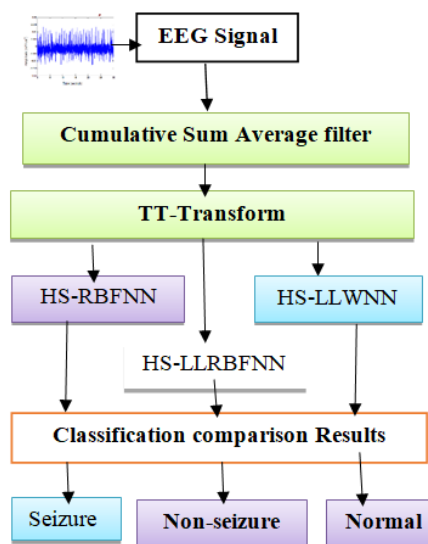 EEG Signal
Cumulative Sum Average filter
TT-Transform
HS-RBFNN
HS-LLWNN
HS-LLRBFNN
Classification comparison Results
Seizure
Non-seizure
Normal